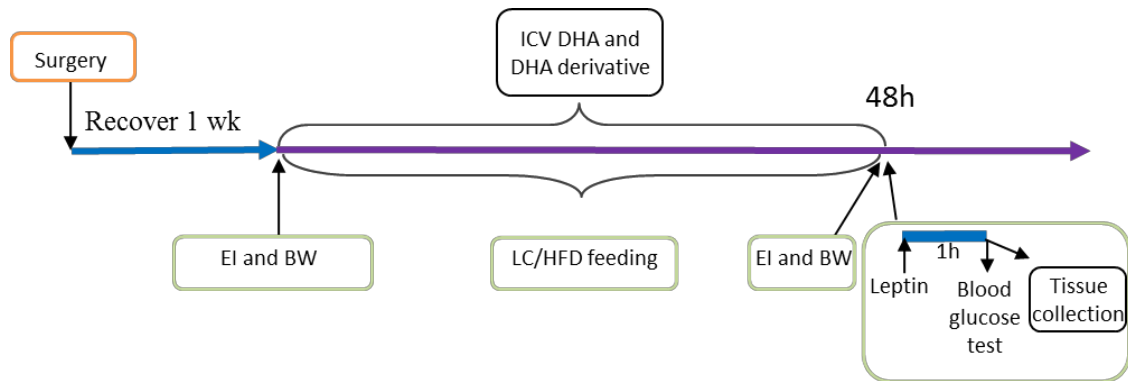 ICV DHA and
DHA derivative
Surgery
48h
Recover 1 wk
EI and BW
LC/HFD feeding
EI and BW
1h
Leptin
Blood
glucose
test
Tissue
collection